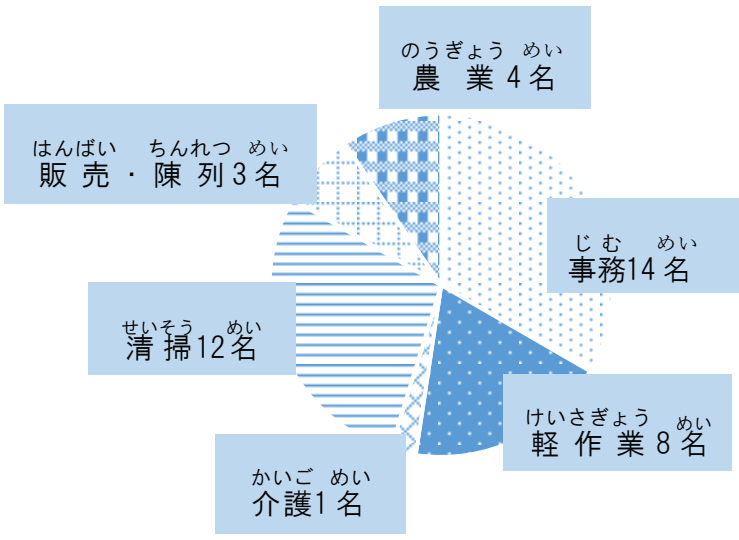 のうぎょう めい
農業4名
はんばい ちんれつ めい
販売・陳列3名
じむ めい
事務14名
せいそう めい
清掃12名
けいさぎょう めい
軽作業8名
かいご めい
介護1名